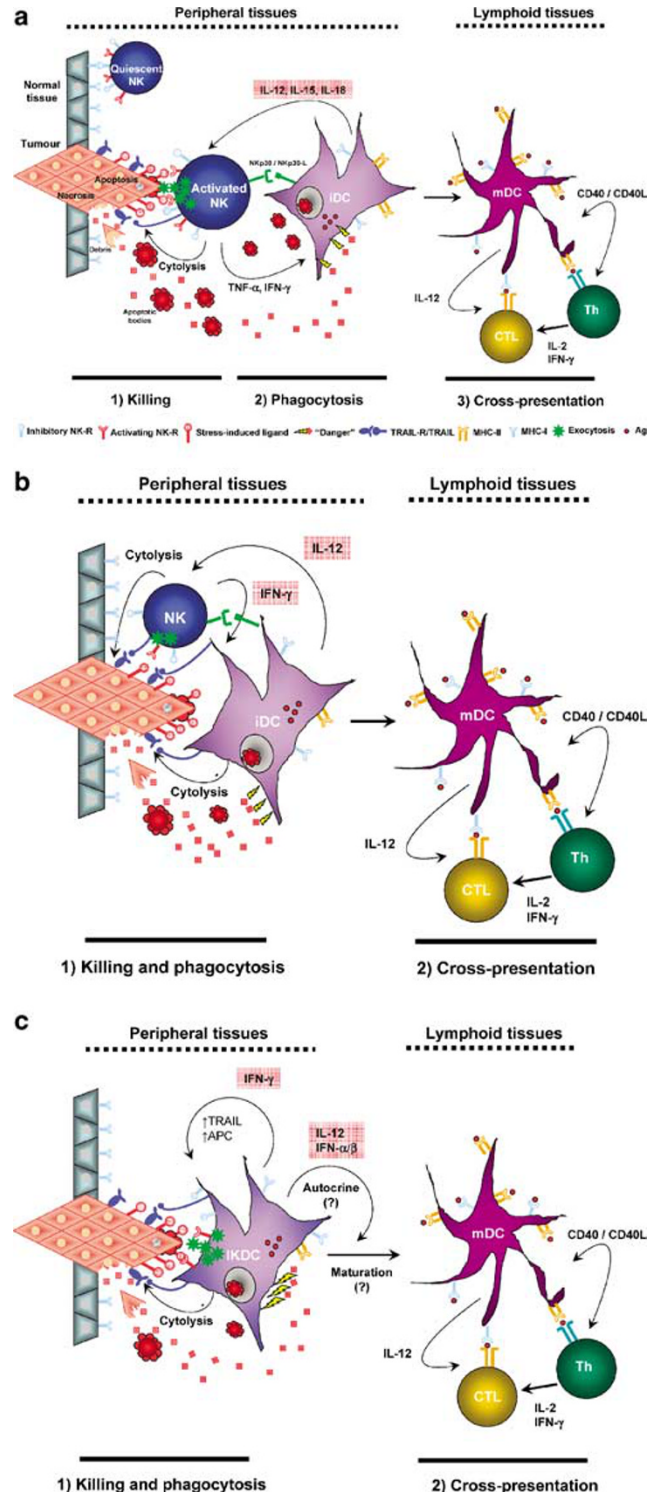 a
Peripheral tissues
Lymphoid tissues
Quiescent
NK
Normal
tissue
IL-12, IL-15, IL-18
Tumour
NKp30 / NKp30-L
Apoptosis
Activated
NK
iDC
mDC
CD40 / CD40L
Necrosis
Debris
Cytolysis
TNF-α, IFN-γ
IL-12
Th
Apoptotic
bodies
CTL
IL-2
IFN-γ
1) Killing
2) Phagocytosis
3) Cross-presentation
Inhibitory NK-R
Activating NK-R
Stress-induced ligand
"Danger"
TRAIL-R/TRAIL
MHC-II
MHC-I
Exocytosis
Ag
b
Peripheral tissues
Lymphoid tissues
IL-12
Cytolysis
IFN-γ
NK
iDC
mDC
CD40 / CD40L
Cytolysis
IL-12
Th
CTL
IL-2
IFN-γ
1) Killing and phagocytosis
2) Cross-presentation
c
Peripheral tissues
Lymphoid tissues
IFN-γ
↑TRAIL
↑APC
IL-12
IFN-α/β
Autocrine
(?)
IKDC
mDC
CD40 / CD40L
Maturation
(?)
Cytolysis
IL-12
Th
CTL
IL-2
IFN-γ
1) Killing and phagocytosis
2) Cross-presentation